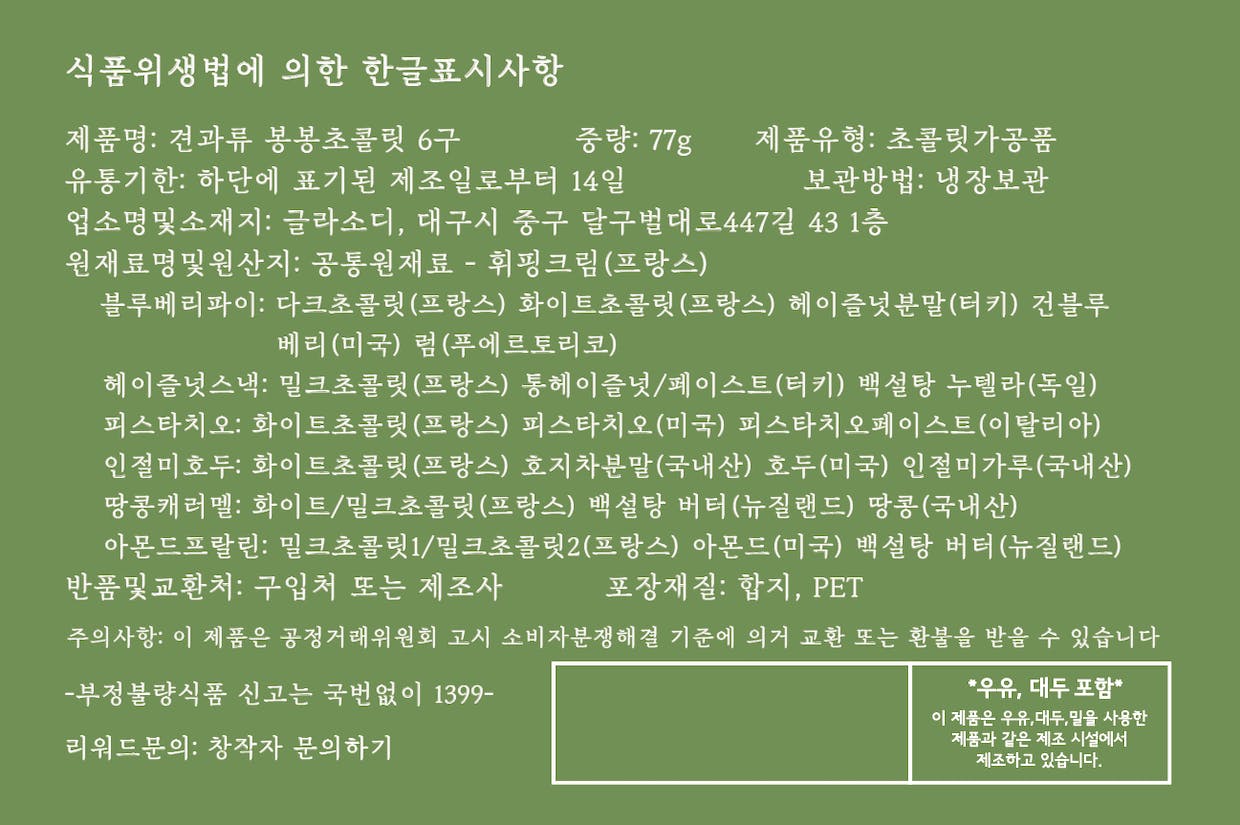 식품위생법에 의한 한글표시사항
제품명: 견과류 봉봉초콜릿 6구 중량: 77g 제품유형: 초콜릿가공품
유통기한: 하단에 표기된 제조일로부터 14일 보관방법: 냉장보관
업소명및소재지: 글라소디, 대구시 중구 달구벌대로447길 43 1층
원재료명및원산지: 공통원재료 - 휘핑크림(프랑스)
블루베리파이: 다크초콜릿(프랑스) 화이트초콜릿(프랑스) 헤이즐넛분말(터키) 건블루
베리(미국) 럼(푸에르토리코)
헤이즐넛스낵: 밀크초콜릿(프랑스) 통헤이즐넛/페이스트(터키) 백설탕 누텔라(독일)
피스타치오: 화이트초콜릿(프랑스) 피스타치오(미국) 피스타치오페이스트(이탈리아)
인절미호두: 화이트초콜릿(프랑스) 호지차분말(국내산) 호두(미국) 인절미가루(국내산)
땅콩캐러멜: 화이트/밀크초콜릿(프랑스) 백설탕 버터(뉴질랜드) 땅콩(국내산)
아몬드프랄린: 밀크초콜릿1/밀크초콜릿2(프랑스) 아몬드(미국) 백설탕 버터(뉴질랜드)
반품및교환처: 구입처 또는 제조사 포장재질: 합지, PET
주의사항: 이 제품은 공정거래위원회 고시 소비자분쟁해결 기준에 의거 교환 또는 환불을 받을 수 있습니다
-부정불량식품 신고는 국번없이 1399-
리워드문의: 창작자 문의하기
*우유, 대두 포함*
이 제품은 우유,대두,밀을 사용한
제품과 같은 제조 시설에서
제조하고 있습니다.